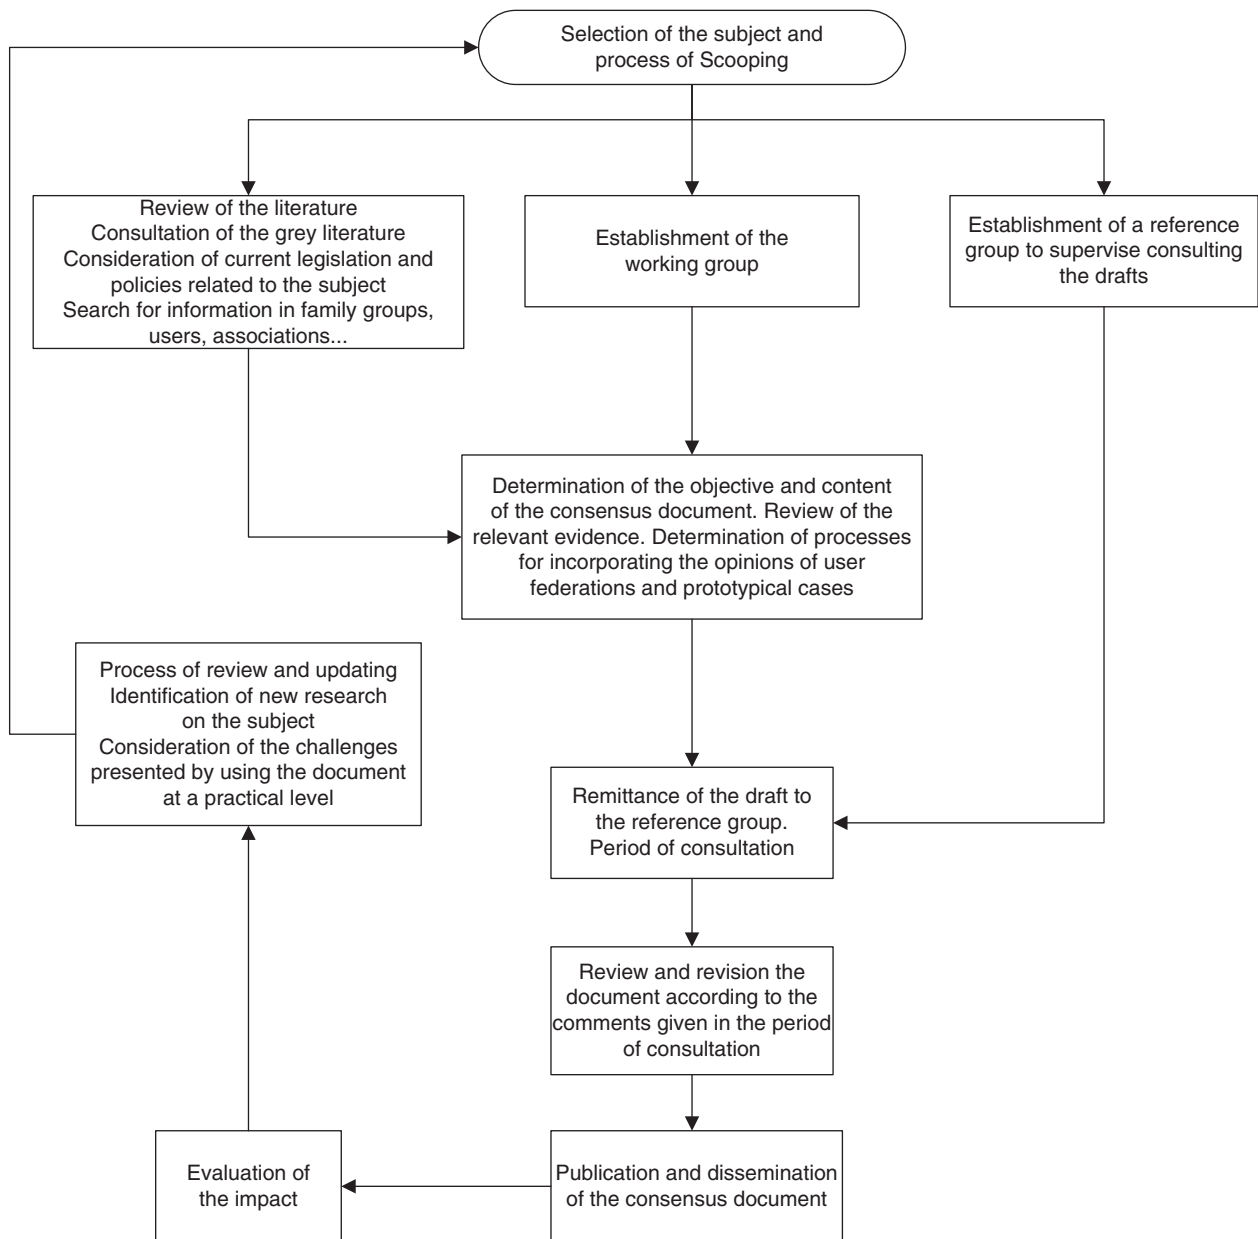 Selection of the subject and
process of Scooping
Review of the literature
Consultation of the grey literature
Consideration of current legislation and
policies related to the subject
Search for information in family groups,
users, associations...
Establishment of the
working group
Establishment of a reference
group to supervise consulting
the drafts
Determination of the objective and content
of the consensus document. Review of the
relevant evidence. Determination of processes
for incorporating the opinions of user
federations and prototypical cases
Process of review and updating
Identification of new research
on the subject
Consideration of the challenges
presented by using the document
at a practical level
Remittance of the draft to
the reference group.
Period of consultation
Review and revision the
document according to the
comments given in the period
of consultation
Evaluation of
the impact
Publication and dissemination
of the consensus document